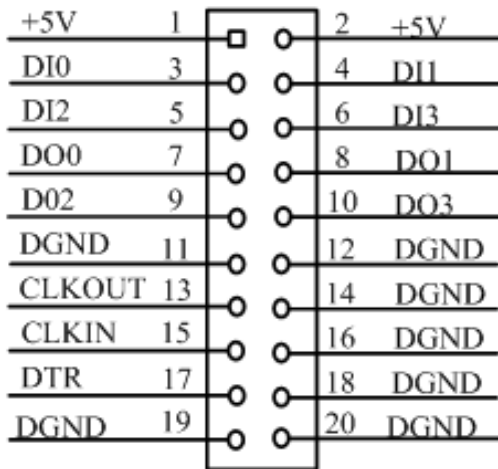 +5V 1 2 +5V
DI0 3 4 DI1
DI2 5 6 DI3
DO0 7 8 DO1
D02 9 10 DO3
DGND 11 12 DGND
CLKOUT 13 14 DGND
CLKIN 15 16 DGND
DTR 17 18 DGND
DGND 19 20 DGND